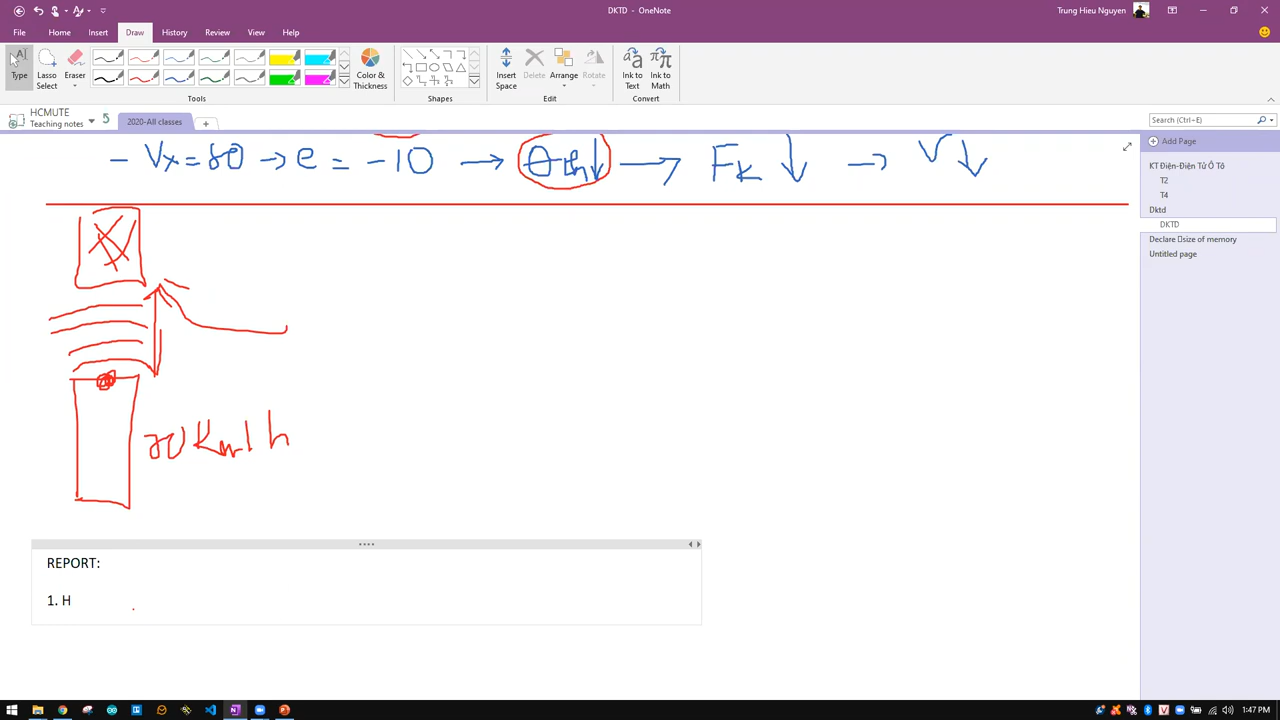 DKTD - OneNote
Trung Hieu Nguyen
File Home Insert Draw History Review View Help
Type
Lasso Select
Eraser
Color & Thickness
Insert Space
Delete
Arrange
Rotate
Ink to Text
Ink to Math
Tools
Shapes
Edit
Convert
HCMUTE
Teaching notes
2020-All classes
Search (Ctrl+E)
Add Page
KT Điện-Điện Tử Ô Tô
T2
T4
Dktd
DKTD
Declare size of memory
Untitled page
- Vx = 80 → e = -10 → θth↓ → Fk ↓ → V ↓
Km/h
REPORT:
1. H
1:47 PM